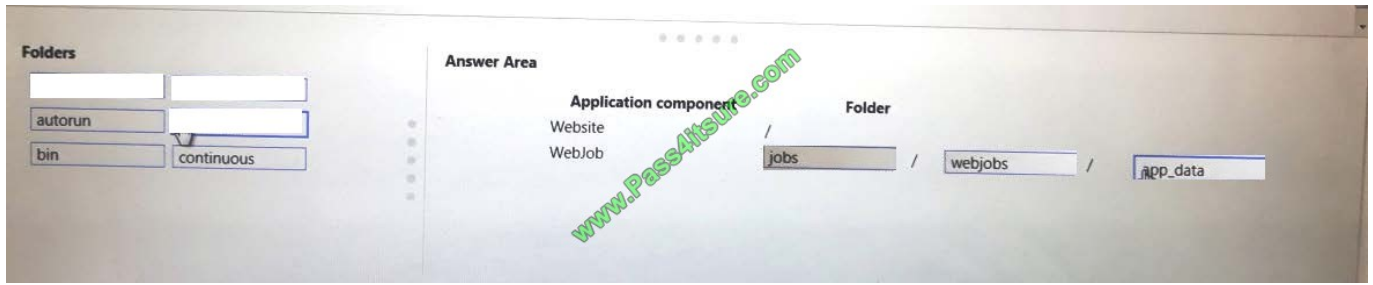 Folders
autorun
bin
continuous
Answer Area
Application component
Folder
Website
/
WebJob
jobs
/
webjobs
/
app_data
www.Pass4itsure.com